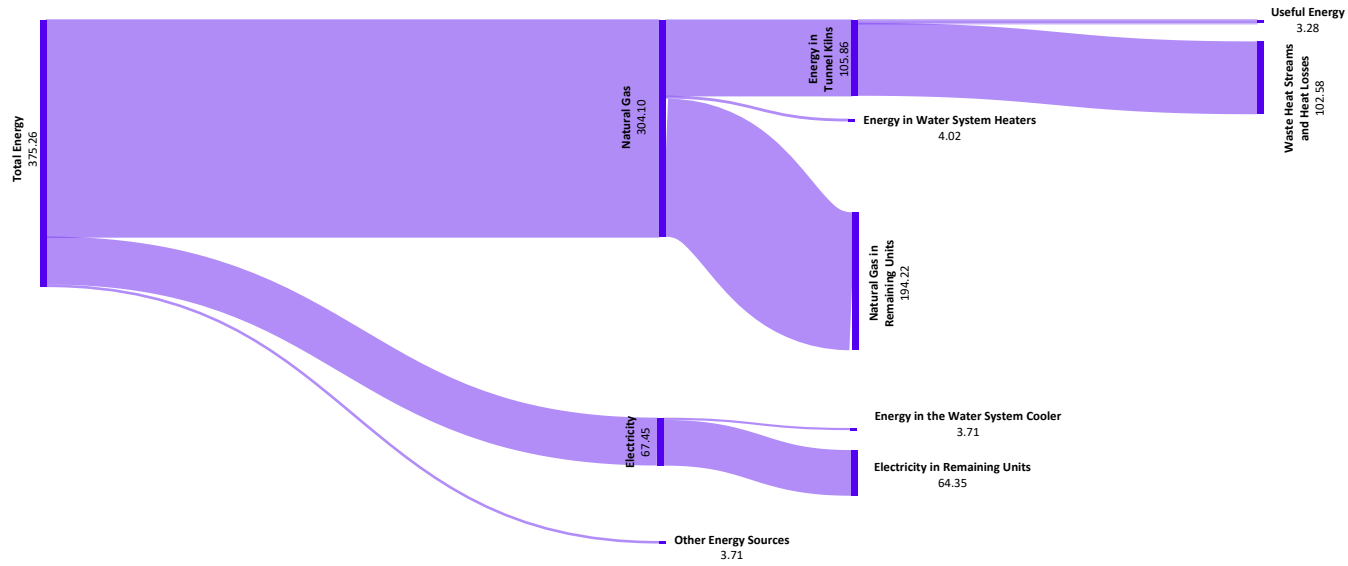 Total Energy
375.26
Natural Gas
304.10
Energy in
Tunnel Kilns
105.86
Useful Energy
3.28
Waste Heat Streams
and Heat Losses
102.58
Energy in Water System Heaters
4.02
Natural Gas in
Remaining Units
194.22
Electricity
67.45
Energy in the Water System Cooler
3.71
Electricity in Remaining Units
64.35
Other Energy Sources
3.71